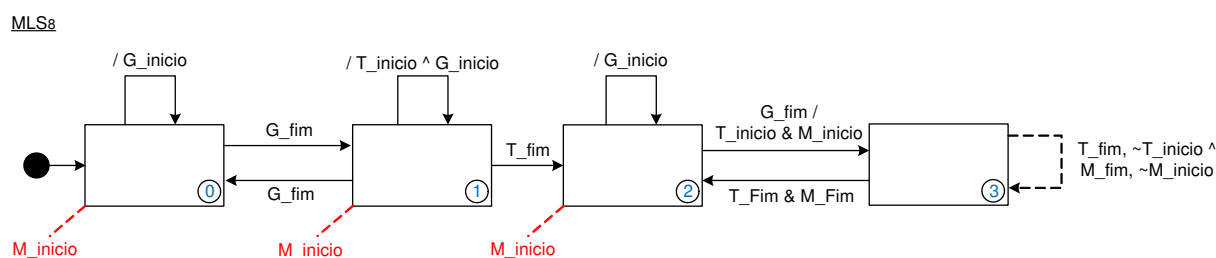 MLS8
/ G_inicio
/ T_inicio ^ G_inicio
/ G_inicio
G_fim
G_fim
T_fim
G_fim /
T_inicio & M_inicio
T_Fim & M_Fim
T_fim, ~T_inicio ^
M_fim, ~M_inicio
0
1
2
3
M_inicio
M_inicio
M_inicio